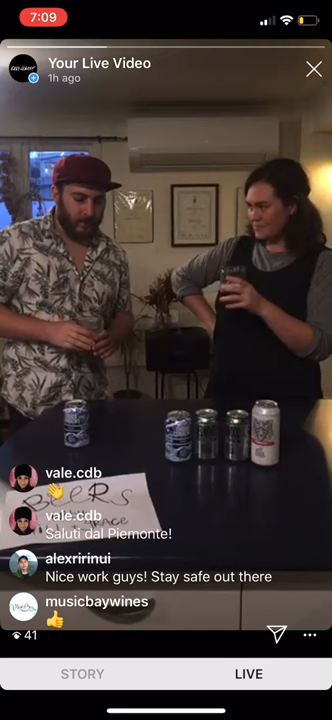 7:09
Your Live Video
1h ago
BEERS
vale.cdb
👋
vale.cdb
Saluti dal Piemonte!
alexririnui
Nice work guys! Stay safe out there
musicbaywines
👍
41
STORY
LIVE